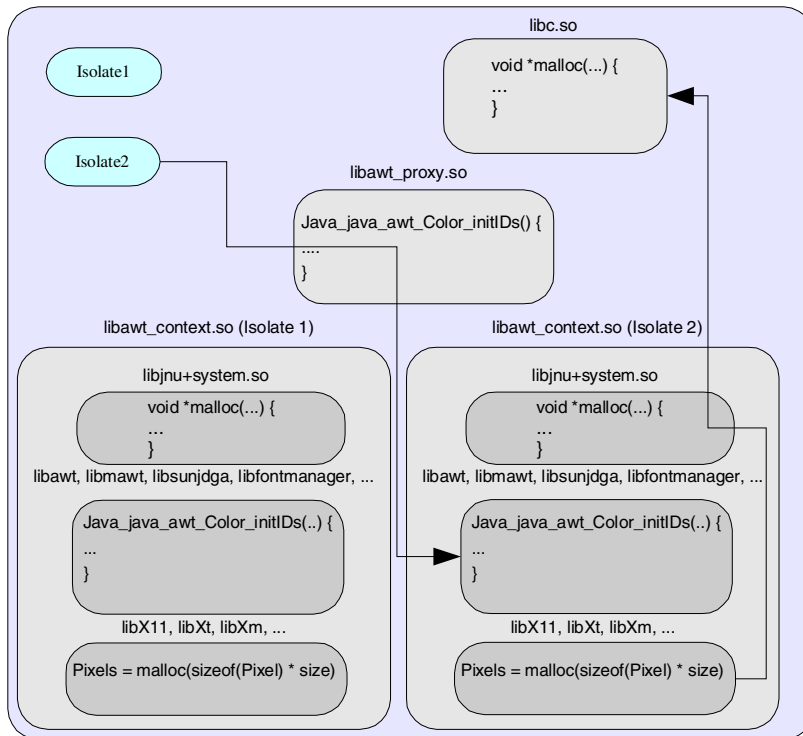 libc.so
void *malloc(...) {
...
}
Isolate1
Isolate2
libawt_proxy.so
Java_java_awt_Color_initIDs() {
....
}
libawt_context.so (Isolate 1)
libjnu+system.so
void *malloc(...) {
...
}
libawt, libmawt, libsunjdga, libfontmanager, ...
Java_java_awt_Color_initIDs(..) {
...
}
libX11, libXt, libXm, ...
Pixels = malloc(sizeof(Pixel) * size)
libawt_context.so (Isolate 2)
libjnu+system.so
void *malloc(...) {
...
}
libawt, libmawt, libsunjdga, libfontmanager, ...
Java_java_awt_Color_initIDs(..) {
...
}
libX11, libXt, libXm, ...
Pixels = malloc(sizeof(Pixel) * size)